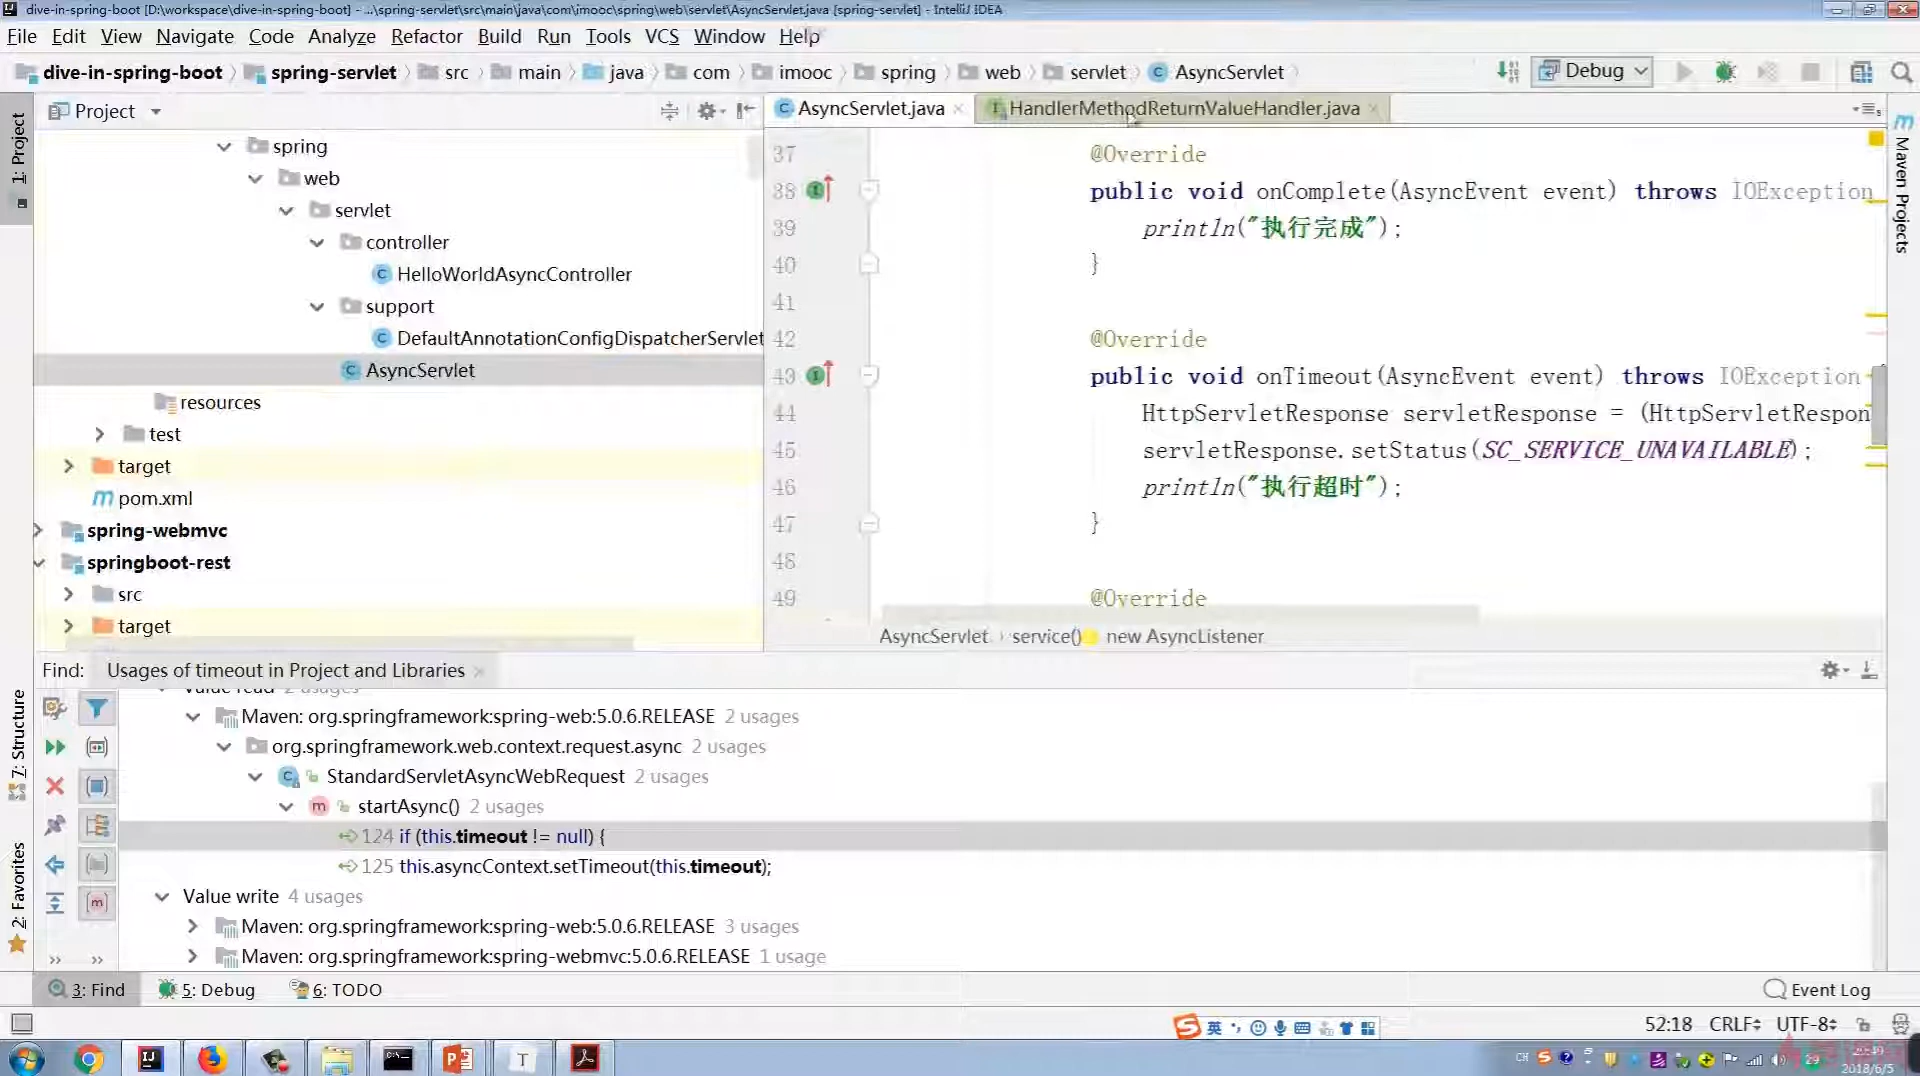 dive-in-spring-boot [D:\workspace\dive-in-spring-boot] - ...\spring-servlet\src\main\java\com\imooc\spring\web\servlet\AsyncServlet.java [spring-servlet] - IntelliJ IDEA
File Edit View Navigate Code Analyze Refactor Build Run Tools VCS Window Help
dive-in-spring-boot spring-servlet src main java com imooc spring web servlet AsyncServlet Debug
1: Project
Project
AsyncServlet.java HandlerMethodReturnValueHandler.java
Maven Projects
spring
web
servlet
controller
HelloWorldAsyncController
support
DefaultAnnotationConfigDispatcherServlet
AsyncServlet
resources
test
target
pom.xml
spring-webmvc
springboot-rest
src
target
37 @Override
38 public void onComplete(AsyncEvent event) throws IOException
39 println("执行完成");
40 }
41
42 @Override
43 public void onTimeout(AsyncEvent event) throws IOException
44 HttpServletResponse servletResponse = (HttpServletRespon
45 servletResponse.setStatus(SC_SERVICE_UNAVAILABLE);
46 println("执行超时");
47 }
48
49 @Override
AsyncServlet service() new AsyncListener
Find: Usages of timeout in Project and Libraries
7: Structure
2: Favorites
Value read 2 usages
Maven: org.springframework:spring-web:5.0.6.RELEASE 2 usages
org.springframework.web.context.request.async 2 usages
StandardServletAsyncWebRequest 2 usages
startAsync() 2 usages
124 if (this.timeout != null) {
125 this.asyncContext.setTimeout(this.timeout);
Value write 4 usages
Maven: org.springframework:spring-web:5.0.6.RELEASE 3 usages
Maven: org.springframework:spring-webmvc:5.0.6.RELEASE 1 usage
3: Find 5: Debug 6: TODO Event Log
52:18 CRLF UTF-8
英
CH
2018/6/5